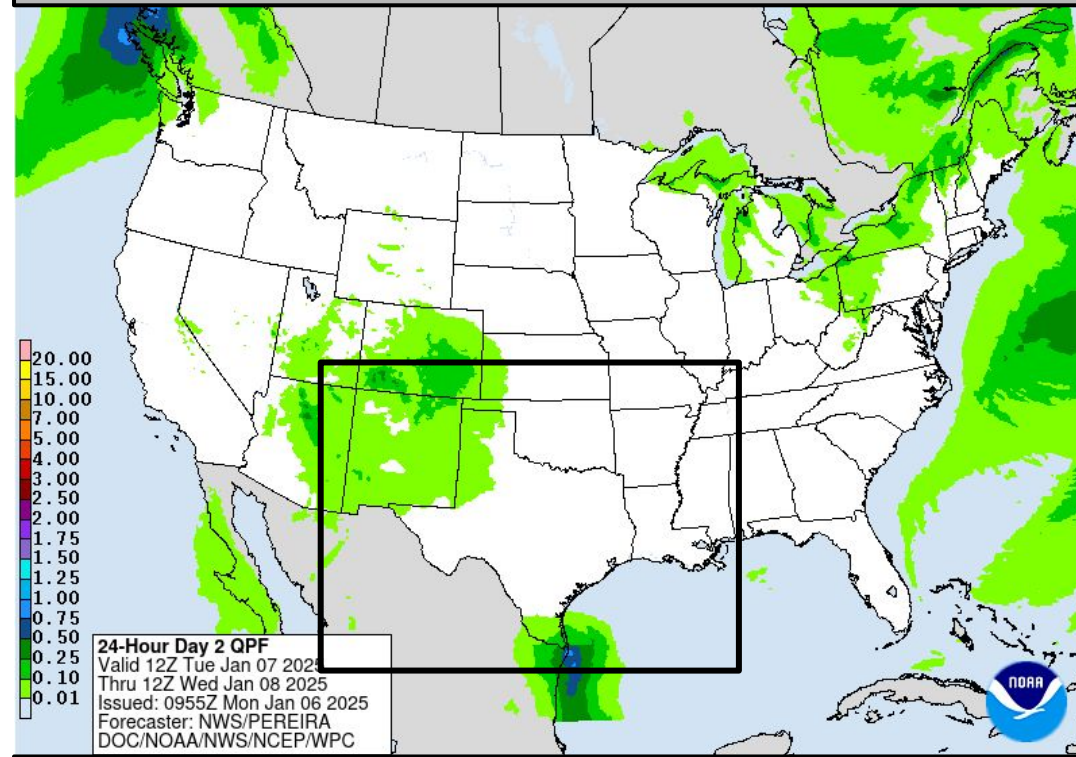 20.00
15.00
10.00
7.00
5.00
4.00
3.00
2.50
2.00
1.75
1.50
1.25
1.00
0.75
0.50
0.25
0.10
0.01
24-Hour Day 2 QPF
Valid 12Z Tue Jan 07 2025
Thru 12Z Wed Jan 08 2025
Issued: 0955Z Mon Jan 06 2025
Forecaster: NWS/PEREIRA
DOC/NOAA/NWS/NCEP/WPC
NOAA